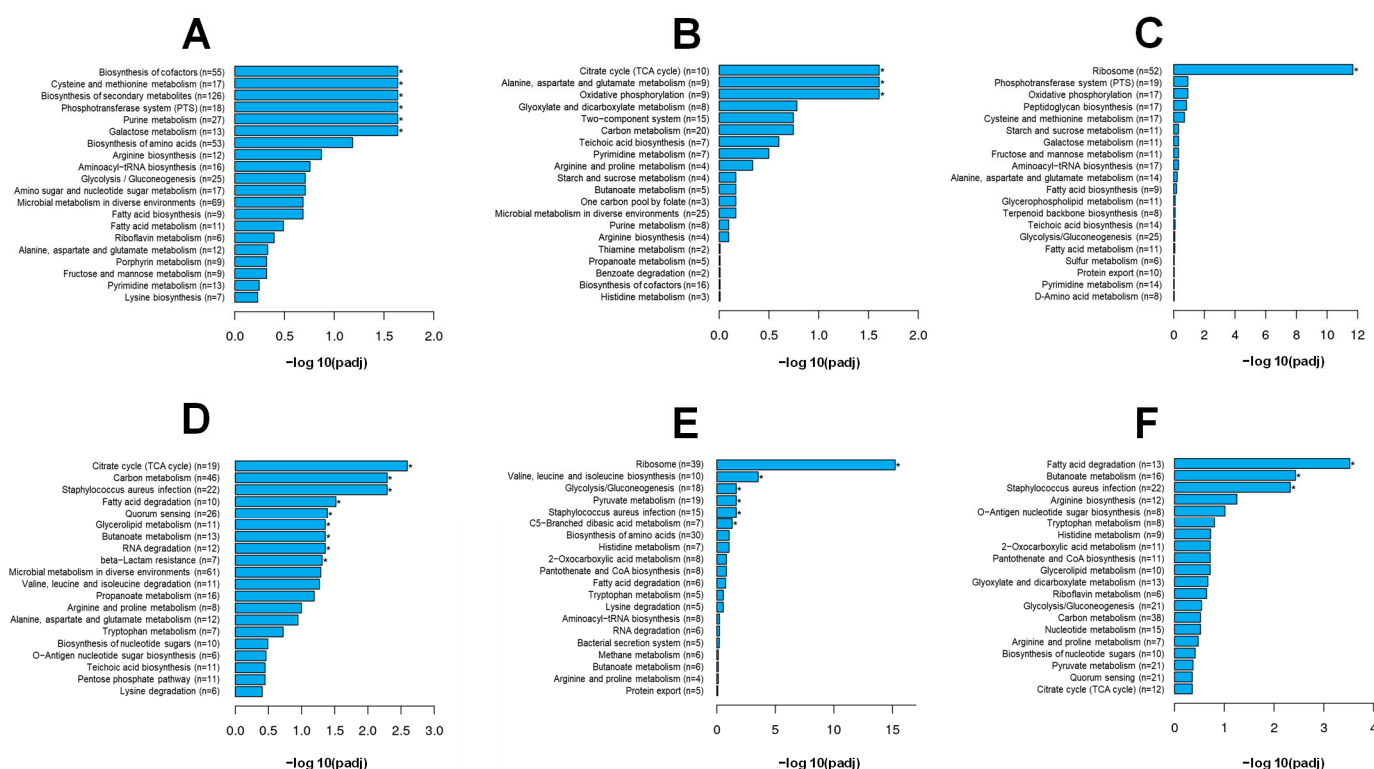 A
Biosynthesis of cofactors (n=55) *
Cysteine and methionine metabolism (n=17) *
Biosynthesis of secondary metabolites (n=126) *
Phosphotransferase system (PTS) (n=18) *
Purine metabolism (n=27) *
Galactose metabolism (n=13) *
Biosynthesis of amino acids (n=53)
Arginine biosynthesis (n=12)
Aminoacyl-tRNA biosynthesis (n=16)
Glycolysis / Gluconeogenesis (n=25)
Amino sugar and nucleotide sugar metabolism (n=17)
Microbial metabolism in diverse environments (n=69)
Fatty acid biosynthesis (n=9)
Fatty acid metabolism (n=11)
Riboflavin metabolism (n=6)
Alanine, aspartate and glutamate metabolism (n=12)
Porphyrin metabolism (n=9)
Fructose and mannose metabolism (n=9)
Pyrimidine metabolism (n=13)
Lysine biosynthesis (n=7)
0.0 0.5 1.0 1.5 2.0
−log 10(padj)
B
Citrate cycle (TCA cycle) (n=10) *
Alanine, aspartate and glutamate metabolism (n=9) *
Oxidative phosphorylation (n=9) *
Glyoxylate and dicarboxylate metabolism (n=8)
Two-component system (n=15)
Carbon metabolism (n=20)
Teichoic acid biosynthesis (n=7)
Pyrimidine metabolism (n=7)
Arginine and proline metabolism (n=4)
Starch and sucrose metabolism (n=4)
Butanoate metabolism (n=5)
One carbon pool by folate (n=3)
Microbial metabolism in diverse environments (n=25)
Purine metabolism (n=8)
Arginine biosynthesis (n=4)
Thiamine metabolism (n=2)
Propanoate metabolism (n=5)
Benzoate degradation (n=2)
Biosynthesis of cofactors (n=16)
Histidine metabolism (n=3)
0.0 0.5 1.0 1.5 2.0
−log 10(padj)
C
Ribosome (n=52) *
Phosphotransferase system (PTS) (n=19)
Oxidative phosphorylation (n=17)
Peptidoglycan biosynthesis (n=17)
Cysteine and methionine metabolism (n=17)
Starch and sucrose metabolism (n=11)
Galactose metabolism (n=11)
Fructose and mannose metabolism (n=11)
Aminoacyl-tRNA biosynthesis (n=17)
Alanine, aspartate and glutamate metabolism (n=14)
Fatty acid biosynthesis (n=9)
Glycerophospholipid metabolism (n=11)
Terpenoid backbone biosynthesis (n=8)
Teichoic acid biosynthesis (n=14)
Glycolysis/Gluconeogenesis (n=25)
Fatty acid metabolism (n=11)
Sulfur metabolism (n=6)
Protein export (n=10)
Pyrimidine metabolism (n=14)
D-Amino acid metabolism (n=8)
0 2 4 6 8 10 12
−log 10(padj)
D
Citrate cycle (TCA cycle) (n=19) *
Carbon metabolism (n=46) *
Staphylococcus aureus infection (n=22) *
Fatty acid degradation (n=10) *
Quorum sensing (n=26) *
Glycerolipid metabolism (n=11) *
Butanoate metabolism (n=13) *
RNA degradation (n=12) *
beta-Lactam resistance (n=7) *
Microbial metabolism in diverse environments (n=61)
Valine, leucine and isoleucine degradation (n=11)
Propanoate metabolism (n=16)
Arginine and proline metabolism (n=8)
Alanine, aspartate and glutamate metabolism (n=12)
Tryptophan metabolism (n=7)
Biosynthesis of nucleotide sugars (n=10)
O-Antigen nucleotide sugar biosynthesis (n=6)
Teichoic acid biosynthesis (n=11)
Pentose phosphate pathway (n=11)
Lysine degradation (n=6)
0.0 0.5 1.0 1.5 2.0 2.5 3.0
−log 10(padj)
E
Ribosome (n=39) *
Valine, leucine and isoleucine biosynthesis (n=10) *
Glycolysis/Gluconeogenesis (n=18) *
Pyruvate metabolism (n=19) *
Staphylococcus aureus infection (n=15) *
C5-Branched dibasic acid metabolism (n=7) *
Biosynthesis of amino acids (n=30)
Histidine metabolism (n=7)
2-Oxocarboxylic acid metabolism (n=8)
Pantothenate and CoA biosynthesis (n=8)
Fatty acid degradation (n=6)
Tryptophan metabolism (n=5)
Lysine degradation (n=5)
Aminoacyl-tRNA biosynthesis (n=8)
RNA degradation (n=6)
Bacterial secretion system (n=5)
Methane metabolism (n=6)
Butanoate metabolism (n=6)
Arginine and proline metabolism (n=4)
Protein export (n=5)
0 5 10 15
−log 10(padj)
F
Fatty acid degradation (n=13) *
Butanoate metabolism (n=16) *
Staphylococcus aureus infection (n=22) *
Arginine biosynthesis (n=12)
O-Antigen nucleotide sugar biosynthesis (n=8)
Tryptophan metabolism (n=8)
Histidine metabolism (n=9)
2-Oxocarboxylic acid metabolism (n=11)
Pantothenate and CoA biosynthesis (n=11)
Glycerolipid metabolism (n=10)
Glyoxylate and dicarboxylate metabolism (n=13)
Riboflavin metabolism (n=6)
Glycolysis/Gluconeogenesis (n=21)
Carbon metabolism (n=38)
Nucleotide metabolism (n=15)
Arginine and proline metabolism (n=7)
Biosynthesis of nucleotide sugars (n=10)
Pyruvate metabolism (n=21)
Quorum sensing (n=21)
Citrate cycle (TCA cycle) (n=12)
0 1 2 3 4
−log 10(padj)